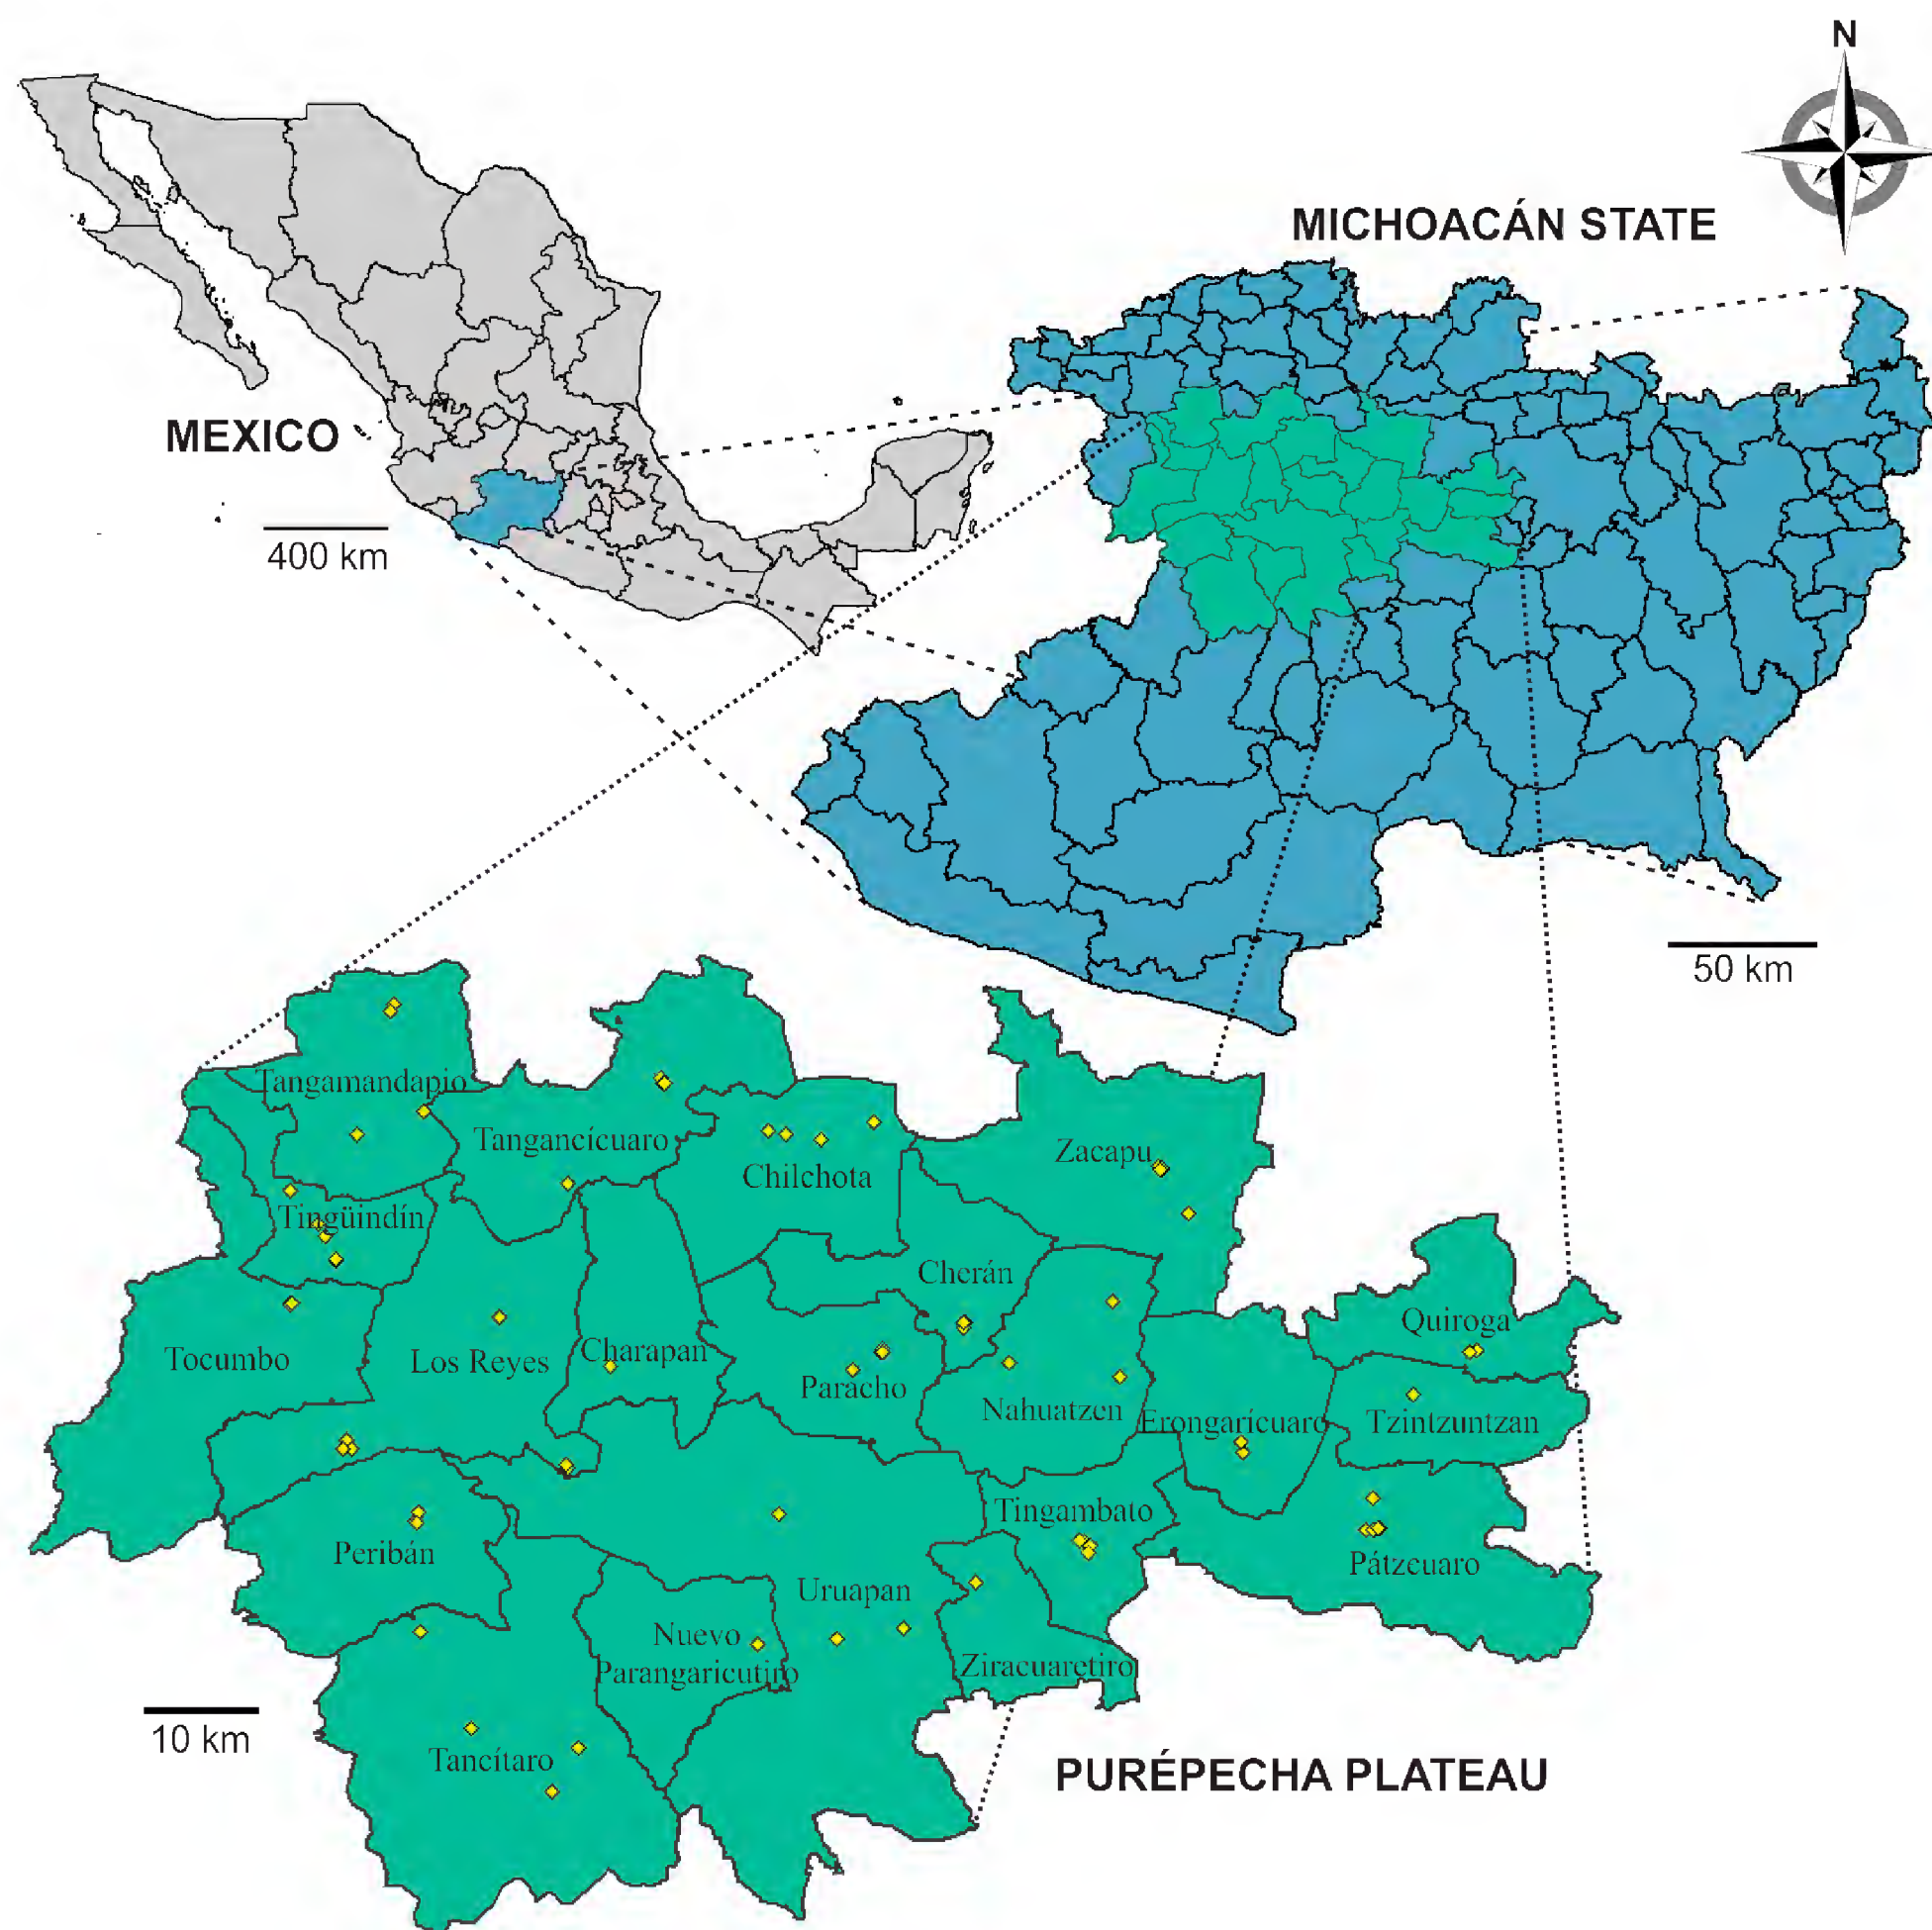 N
MICHOACÁN STATE
MEXICO
400 km
50 km
Tangamandapio
Tangancícuaro
Zacapu
Chilchota
Tingüindín
Cherán
Quiroga
Tocumbo
Los Reyes
Charapan
Paracho
Nahuatzen
Erongarícuaro
Tzintzuntzan
Tingambato
Peribán
Pátzcuaro
Uruapan
Nuevo
Parangaricutiro
Ziracuaretiro
10 km
Tancítaro
PURÉPECHA PLATEAU